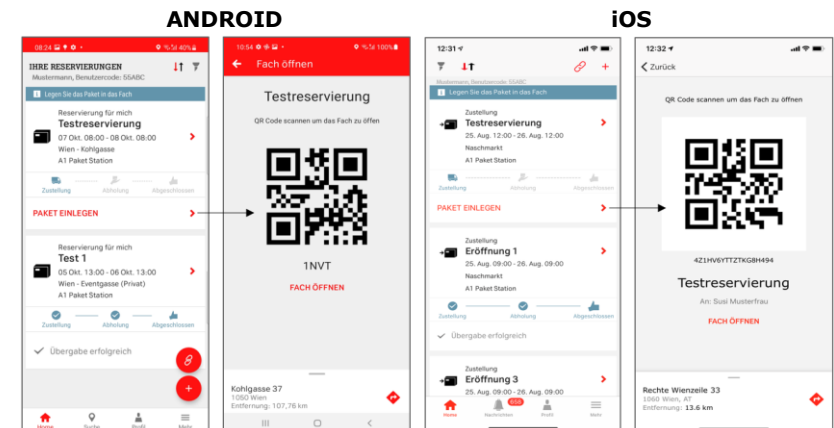 ANDROID
iOS
08:24
40%
IHRE RESERVIERUNGEN
Mustermann, Benutzercode: 55ABC
Legen Sie das Paket in das Fach
Reservierung für mich
Testreservierung
07 Okt. 08:00 - 08 Okt. 08:00
Wien - Kohlgasse
A1 Paket Station
Zustellung
Abholung
Abgeschlossen
PAKET EINLEGEN
Reservierung für mich
Test 1
05 Okt. 13:00 - 06 Okt. 13:00
Wien - Eventgasse (Privat)
A1 Paket Station
Zustellung
Abholung
Abgeschlossen
Übergabe erfolgreich
Home
Suche
Profil
Mehr
10:54
100%
Fach öffnen
Testreservierung
QR Code scannen um das Fach zu öffen
1NVT
FACH ÖFFNEN
Kohlgasse 37
1050 Wien
Entfernung: 107,76 km
12:31
Mustermann, Benutzercode: 55ABC
Legen Sie das Paket in das Fach
Zustellung
Testreservierung
25. Aug. 12:00 - 26. Aug. 12:00
Naschmarkt
A1 Paket Station
Zustellung
Abholung
Abgeschlossen
PAKET EINLEGEN
Zustellung
Eröffnung 1
25. Aug. 09:00 - 26. Aug. 09:00
Naschmarkt
A1 Paket Station
Zustellung
Abholung
Abgeschlossen
Übergabe erfolgreich
Zustellung
Eröffnung 3
25. Aug. 09:00 - 26. Aug. 09:00
Home
Nachrichten
Profil
Mehr
12:32
Zurück
QR Code scannen um das Fach zu öffnen
4Z1HV6YTTZTKG8H494
Testreservierung
An: Susi Musterfrau
FACH ÖFFNEN
Rechte Wienzeile 33
1060 Wien, AT
Entfernung: 13.6 km